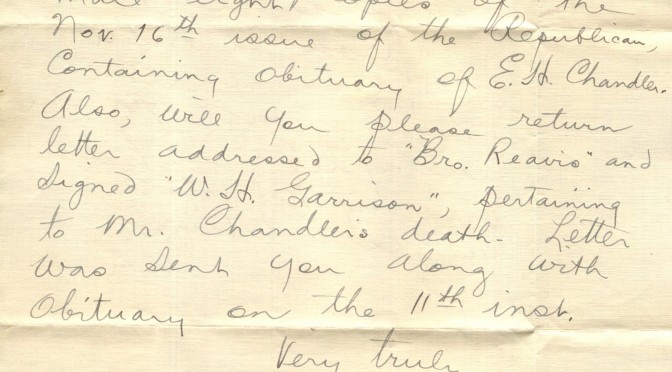 Mail eight copies of the
Nov. 16th issue of the Republican,
Containing obituary of E. H. Chandler.
Also, will you please return
letter addressed to "Bro. Reavis" and
Signed "W. H. Garrison", pertaining
to Mr. Chandler's death. Letter
was sent you along with
Obituary on the 11th inst.
Very truly